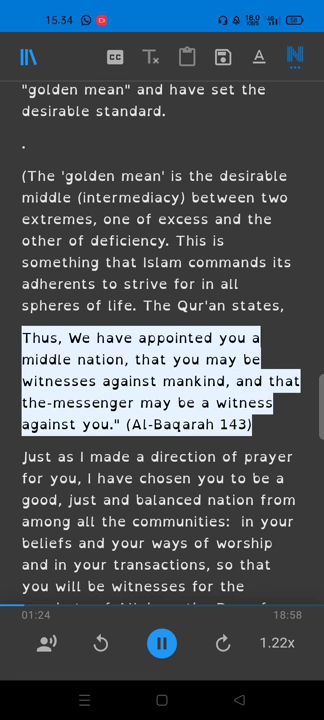 15.34
18.0
CC
"golden mean" and have set the
desirable standard.
.
(The 'golden mean' is the desirable
middle (intermediacy) between two
extremes, one of excess and the
other of deficiency. This is
something that Islam commands its
adherents to strive for in all
spheres of life. The Qur'an states,
Thus, We have appointed you a
middle nation, that you may be
witnesses against mankind, and that
the-messenger may be a witness
against you." (Al-Baqarah 143)
Just as I made a direction of prayer
for you, I have chosen you to be a
good, just and balanced nation from
among all the communities:  in your
beliefs and your ways of worship
and in your transactions, so that
you will be witnesses for the
01:24
18:58
1.22x